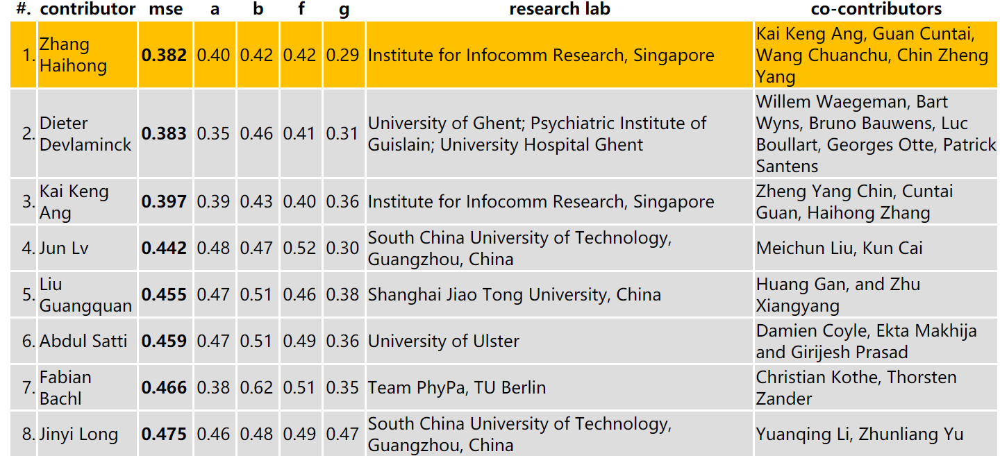 #. contributor mse a b f g research lab co-contributors
1. Zhang Haihong 0.382 0.40 0.42 0.42 0.29 Institute for Infocomm Research, Singapore Kai Keng Ang, Guan Cuntai, Wang Chuanchu, Chin Zheng Yang
2. Dieter Devlaminck 0.383 0.35 0.46 0.41 0.31 University of Ghent; Psychiatric Institute of Guislain; University Hospital Ghent Willem Waegeman, Bart Wyns, Bruno Bauwens, Luc Boullart, Georges Otte, Patrick Santens
3. Kai Keng Ang 0.397 0.39 0.43 0.40 0.36 Institute for Infocomm Research, Singapore Zheng Yang Chin, Cuntai Guan, Haihong Zhang
4. Jun Lv 0.442 0.48 0.47 0.52 0.30 South China University of Technology, Guangzhou, China Meichun Liu, Kun Cai
5. Liu Guangquan 0.455 0.47 0.51 0.46 0.38 Shanghai Jiao Tong University, China Huang Gan, and Zhu Xiangyang
6. Abdul Satti 0.459 0.47 0.51 0.49 0.36 University of Ulster Damien Coyle, Ekta Makhija and Girijesh Prasad
7. Fabian Bachl 0.466 0.38 0.62 0.51 0.35 Team PhyPa, TU Berlin Christian Kothe, Thorsten Zander
8. Jinyi Long 0.475 0.46 0.48 0.49 0.47 South China University of Technology, Guangzhou, China Yuanqing Li, Zhunliang Yu